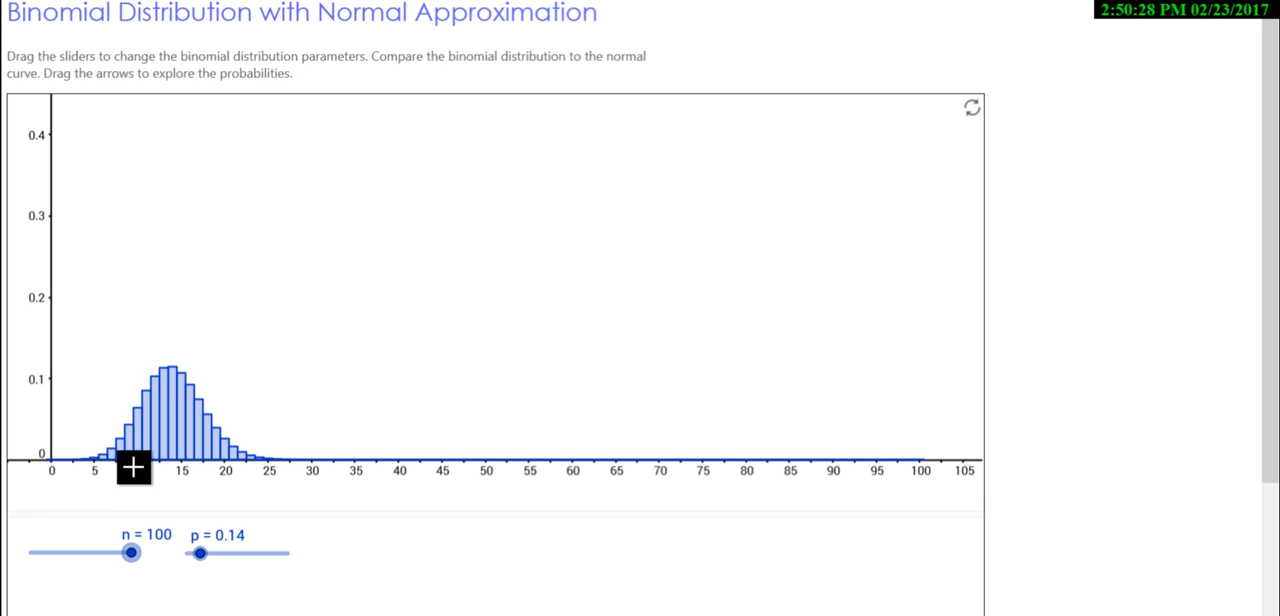 Binomial Distribution with Normal Approximation
2:50:28 PM 02/23/2017
Drag the sliders to change the binomial distribution parameters. Compare the binomial distribution to the normal
curve. Drag the arrows to explore the probabilities.
0.4
0.3
0.2
0.1
0
0 5 15 20 25 30 35 40 45 50 55 60 65 70 75 80 85 90 95 100 105
n = 100 p = 0.14